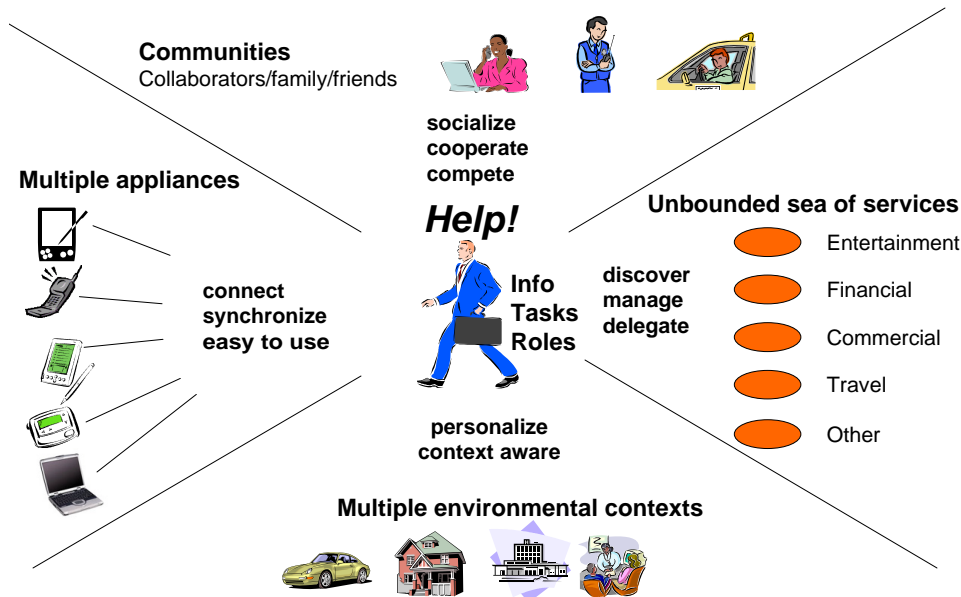 Communities
Collaborators/family/friends
socialize
cooperate
compete
Multiple appliances
Help!
Unbounded sea of services
connect
synchronize
easy to use
Info
Tasks
Roles
discover
manage
delegate
Entertainment
Financial
Commercial
Travel
Other
personalize
context aware
Multiple environmental contexts